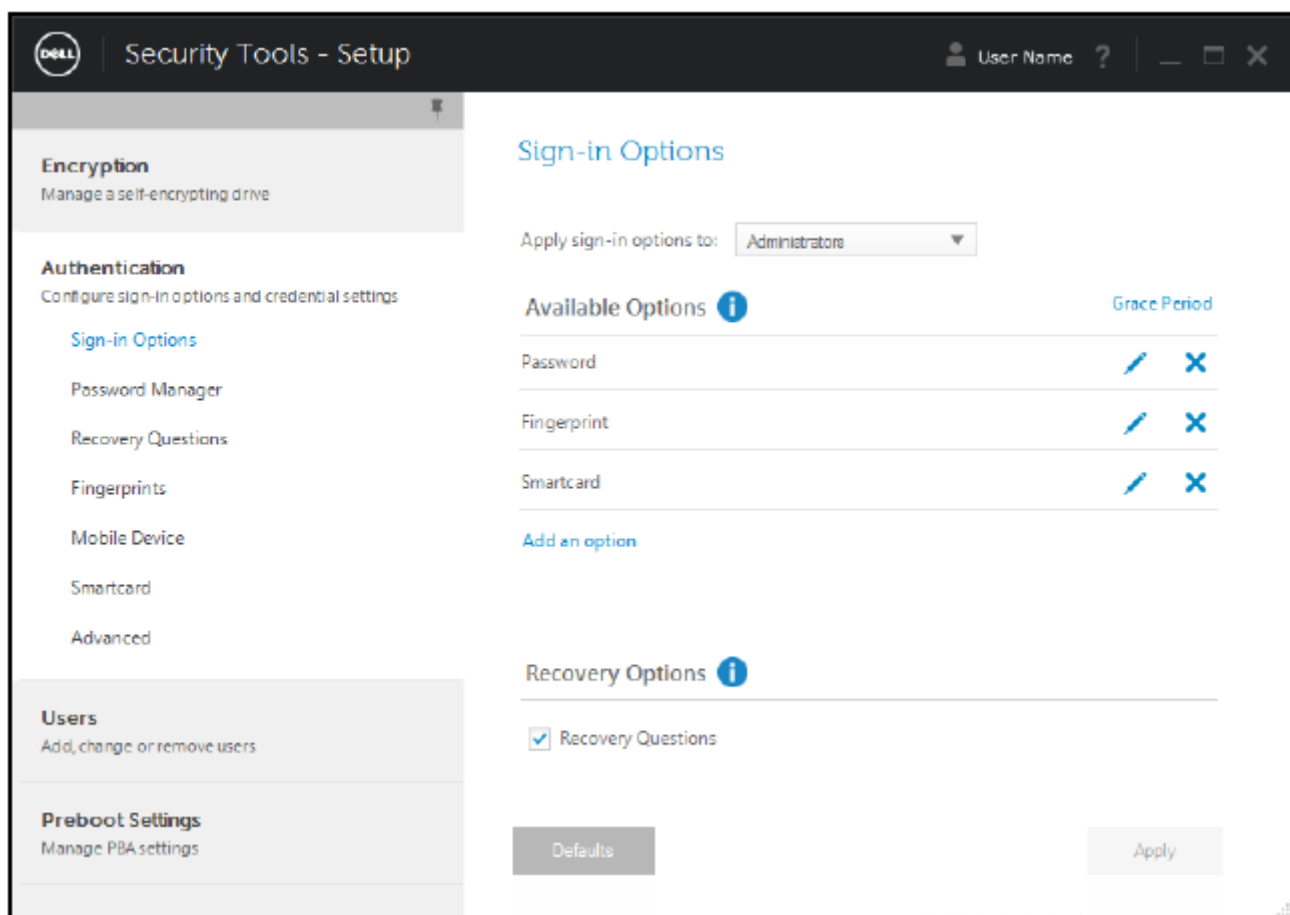 DELL
Security Tools - Setup
User Name ?
Encryption
Manage a self-encrypting drive
Authentication
Configure sign-in options and credential settings
Sign-in Options
Password Manager
Recovery Questions
Fingerprints
Mobile Device
Smartcard
Advanced
Users
Add, change or remove users
Preboot Settings
Manage PBA settings
Sign-in Options
Apply sign-in options to: Administrators
Available Options i Grace Period
Password
Fingerprint
Smartcard
Add an option
Recovery Options i
Recovery Questions
Defaults Apply